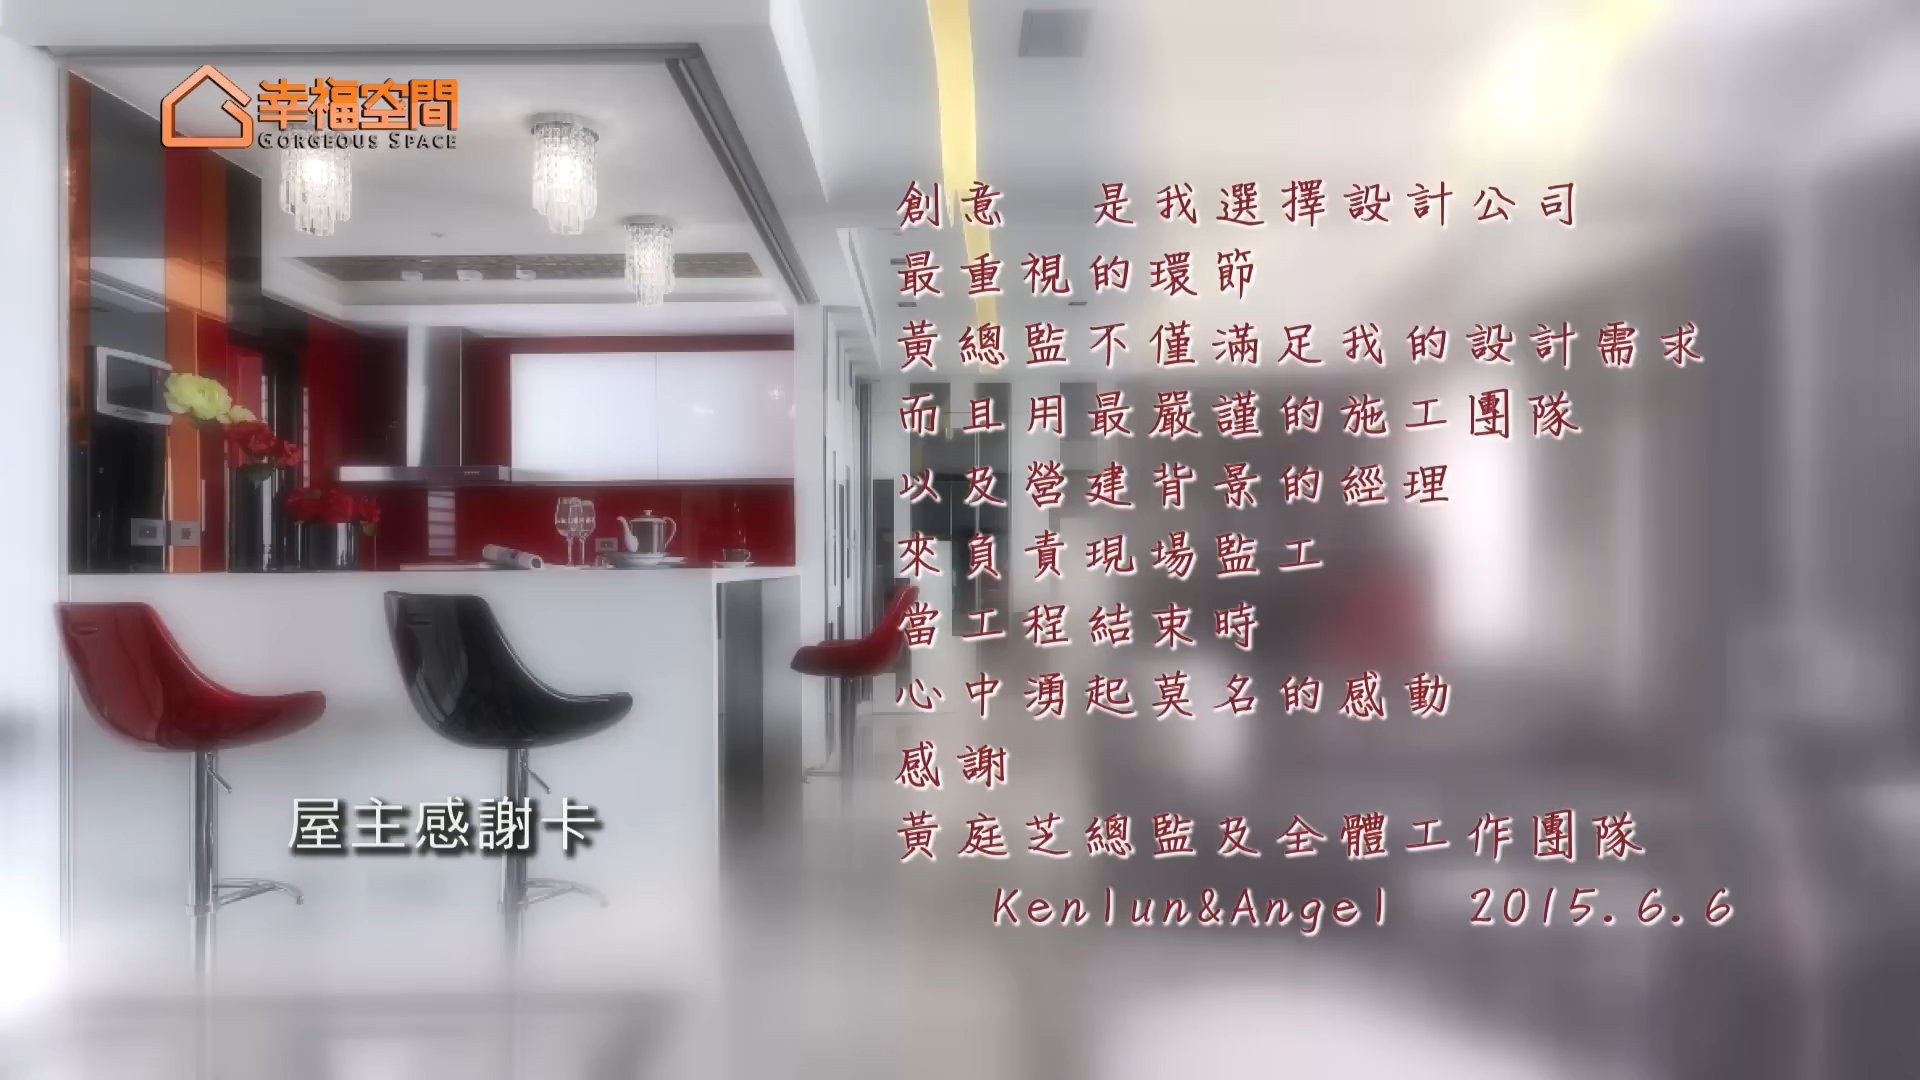 幸福空間
GORGEOUS SPACE
創意　是我選擇設計公司
最重視的環節
黃總監不僅滿足我的設計需求
而且用最嚴謹的施工團隊
以及營建背景的經理
來負責現場監工
當工程結束時
心中湧起莫名的感動
感謝
黃庭芝總監及全體工作團隊
Kenlun&Angel　2015.6.6
屋主感謝卡